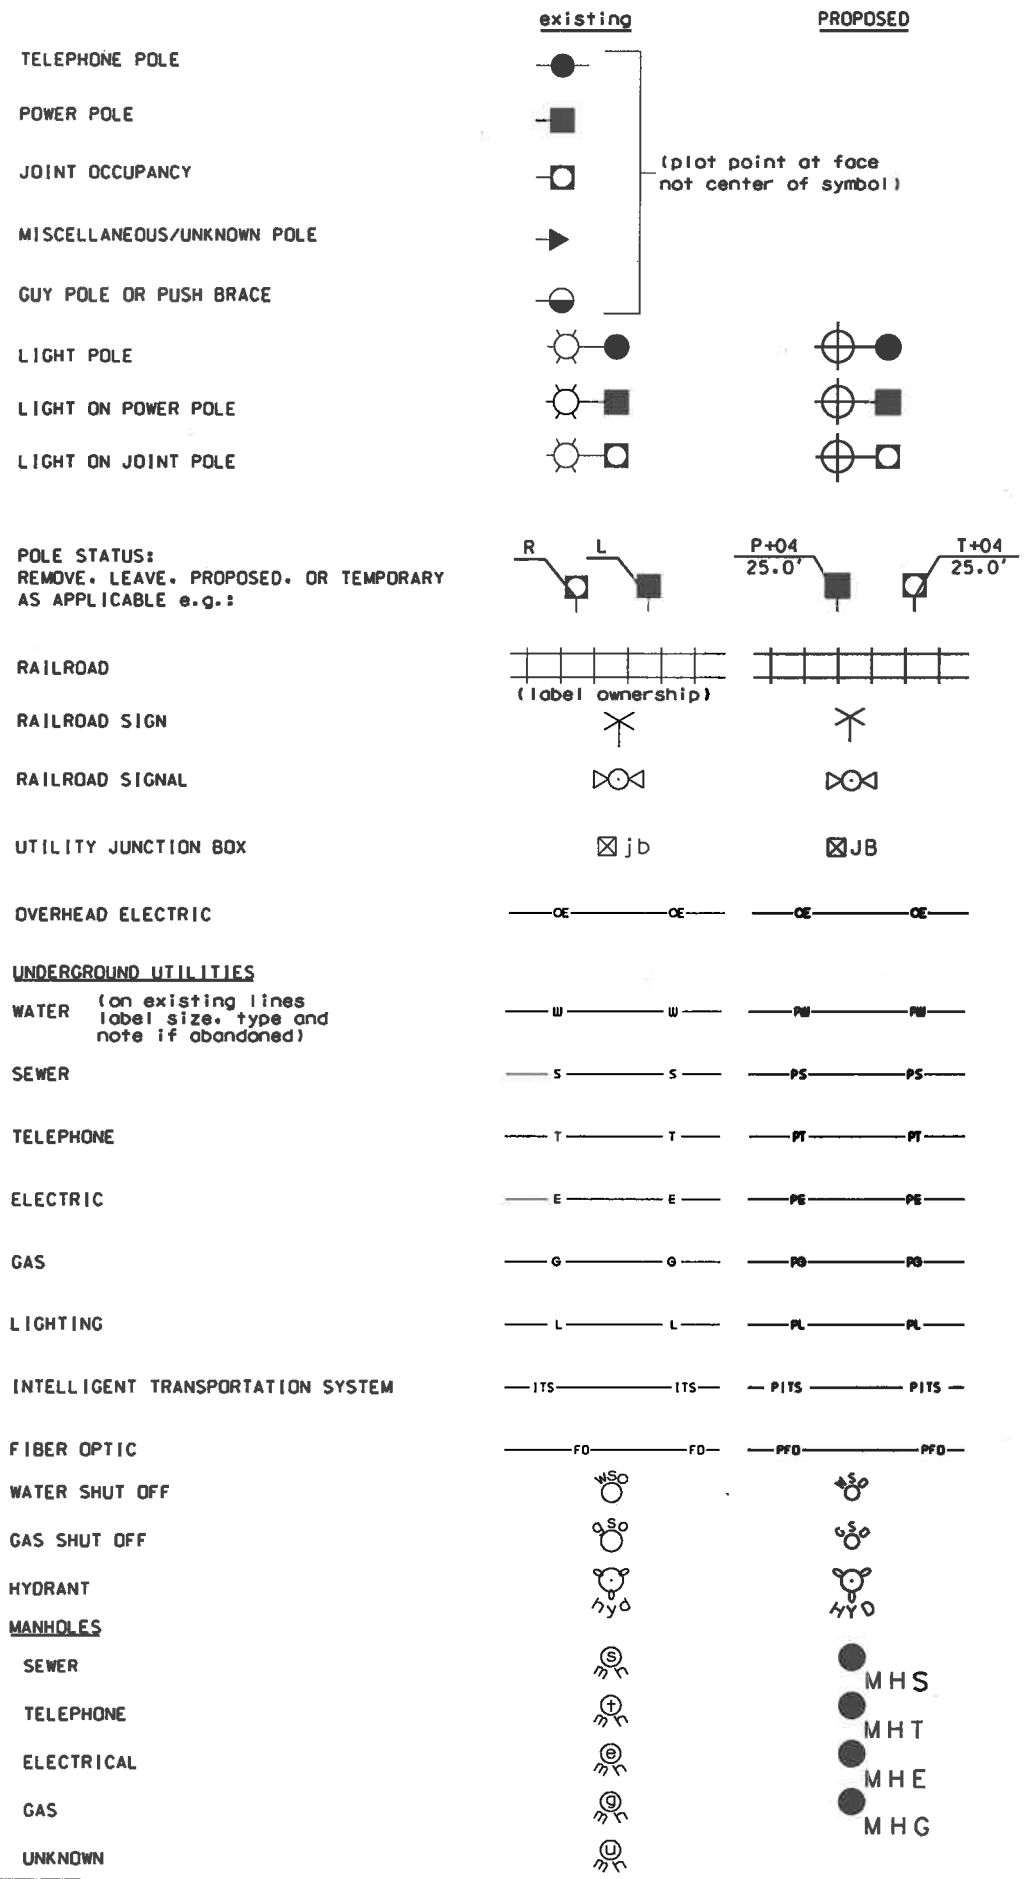 existing PROPOSED
TELEPHONE POLE
POWER POLE
JOINT OCCUPANCY
(plot point at face
not center of symbol)
MISCELLANEOUS/UNKNOWN POLE
GUY POLE OR PUSH BRACE
LIGHT POLE
LIGHT ON POWER POLE
LIGHT ON JOINT POLE
POLE STATUS:
REMOVE. LEAVE. PROPOSED. OR TEMPORARY
AS APPLICABLE e.g.:
R L P+04 T+04
25.0' 25.0'
RAILROAD
(label ownership)
RAILROAD SIGN
RAILROAD SIGNAL
UTILITY JUNCTION BOX jb JB
OVERHEAD ELECTRIC OE OE OE OE
UNDERGROUND UTILITIES
WATER (on existing lines
label size. type and
note if abandoned)
W W PW PW
SEWER S S PS PS
TELEPHONE T T PT PT
ELECTRIC E E PE PE
GAS G G PG PG
LIGHTING L L PL PL
INTELLIGENT TRANSPORTATION SYSTEM ITS ITS PITS PITS
FIBER OPTIC FO FO PFO PFO
WATER SHUT OFF wso WSO
GAS SHUT OFF gso GSO
HYDRANT hyd HYD
MANHOLES
SEWER s mh MHS
TELEPHONE t mh MHT
ELECTRICAL e mh MHE
GAS g mh MHG
UNKNOWN u mh